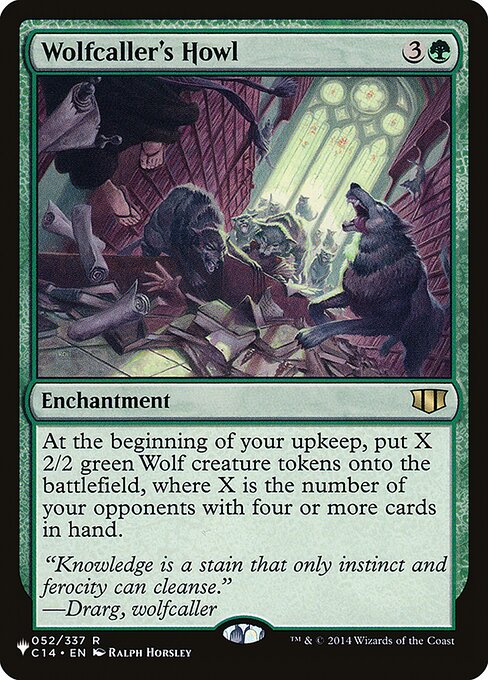 Wolfcaller's Howl 3
Enchantment
At the beginning of your upkeep, put X
2/2 green Wolf creature tokens onto the
battlefield, where X is the number of
your opponents with four or more cards
in hand.
“Knowledge is a stain that only instinct and
ferocity can cleanse.”
—Drarg, wolfcaller
052/337 R
C14 • EN Ralph Horsley
™ & © 2014 Wizards of the Coast